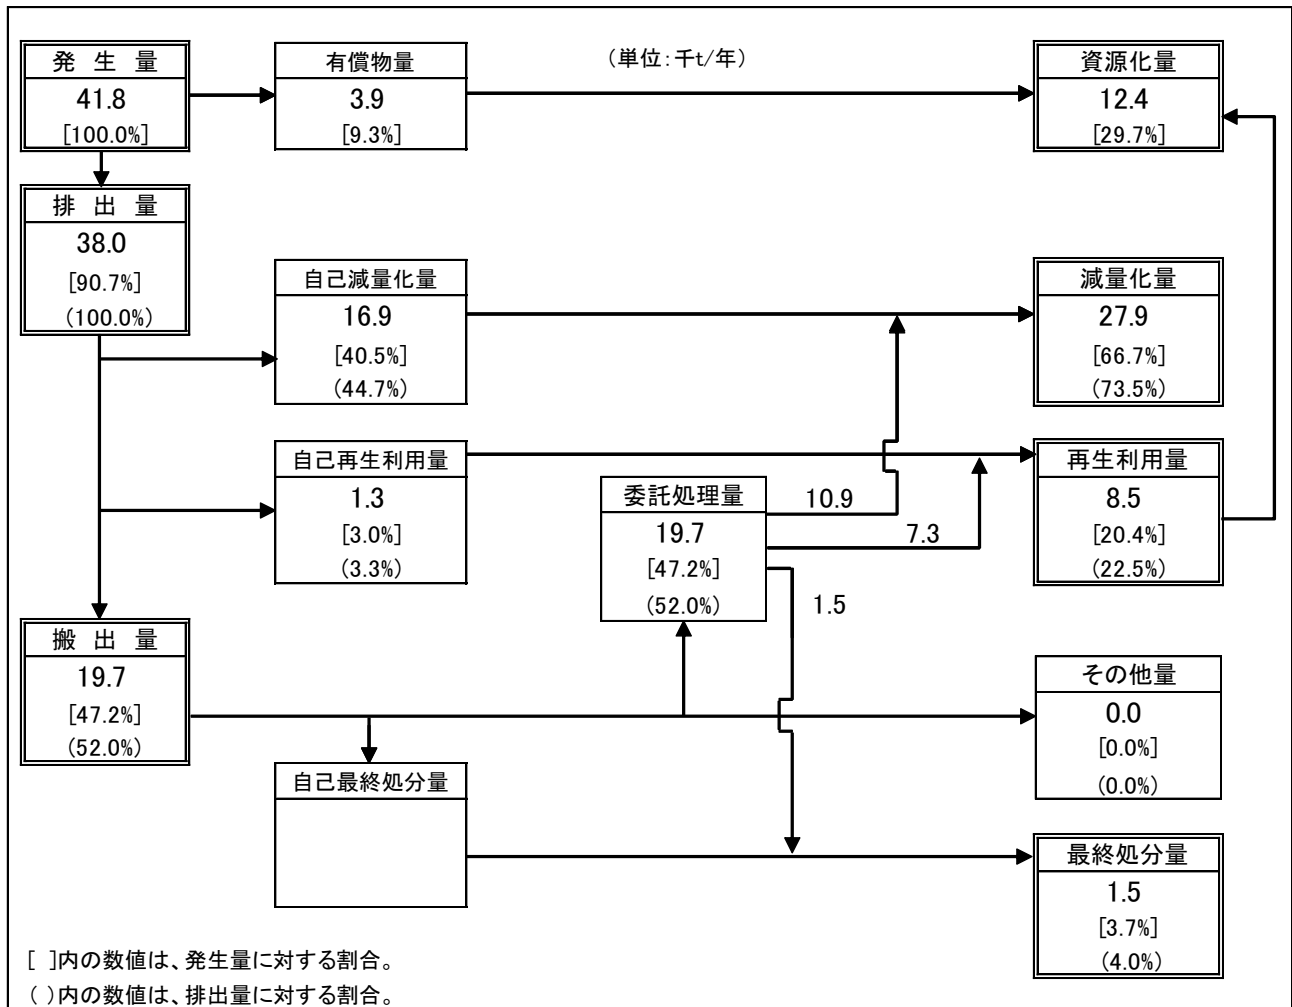 発 生 量
41.8
[100.0%]
有償物量
3.9
[9.3%]
(単位:千t/年)
資源化量
12.4
[29.7%]
排 出 量
38.0
[90.7%]
(100.0%)
自己減量化量
16.9
[40.5%]
(44.7%)
減量化量
27.9
[66.7%]
(73.5%)
自己再生利用量
1.3
[3.0%]
(3.3%)
委託処理量
19.7
[47.2%]
(52.0%)
10.9
7.3
1.5
再生利用量
8.5
[20.4%]
(22.5%)
搬 出 量
19.7
[47.2%]
(52.0%)
その他量
0.0
[0.0%]
(0.0%)
自己最終処分量
最終処分量
1.5
[3.7%]
(4.0%)
[ ]内の数値は、発生量に対する割合。
( )内の数値は、排出量に対する割合。